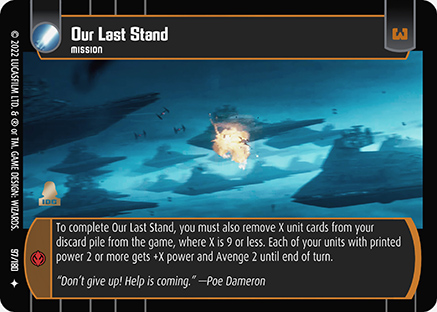 Our Last Stand
MISSION
3
To complete Our Last Stand, you must also remove X unit cards from your
discard pile from the game, where X is 9 or less. Each of your units with printed
power 2 or more gets +X power and Avenge 2 until end of turn.
"Don't give up! Help is coming." —Poe Dameron
©2022 LUCASFILM LTD. & ® or ™, GAME DESIGN: WIZARDS.
97/180